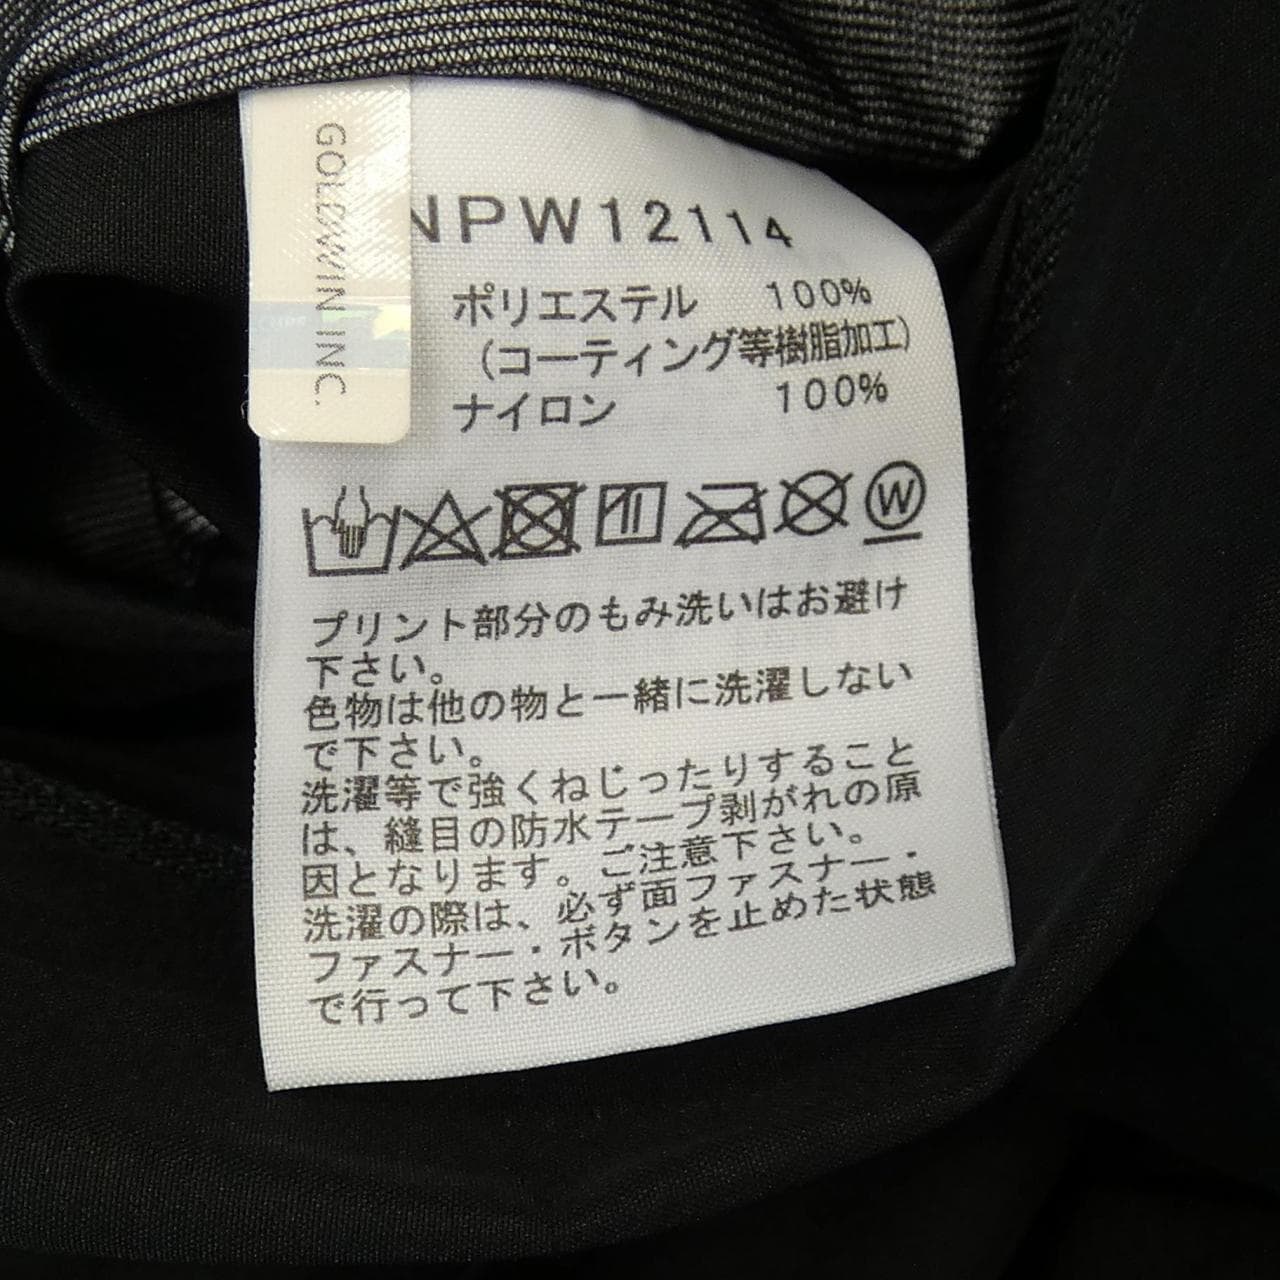 GOLDWIN INC.
NPW12114
ポリエステル 100%
(コーティング等樹脂加工)
ナイロン 100%
W
プリント部分のもみ洗いはお避け
下さい。
色物は他の物と一緒に洗濯しない
で下さい。
洗濯等で強くねじったりすること
は、縫目の防水テープ剥がれの原
因となります。ご注意下さい。
洗濯の際は、必ず面ファスナー・
ファスナー・ボタンを止めた状態
で行って下さい。